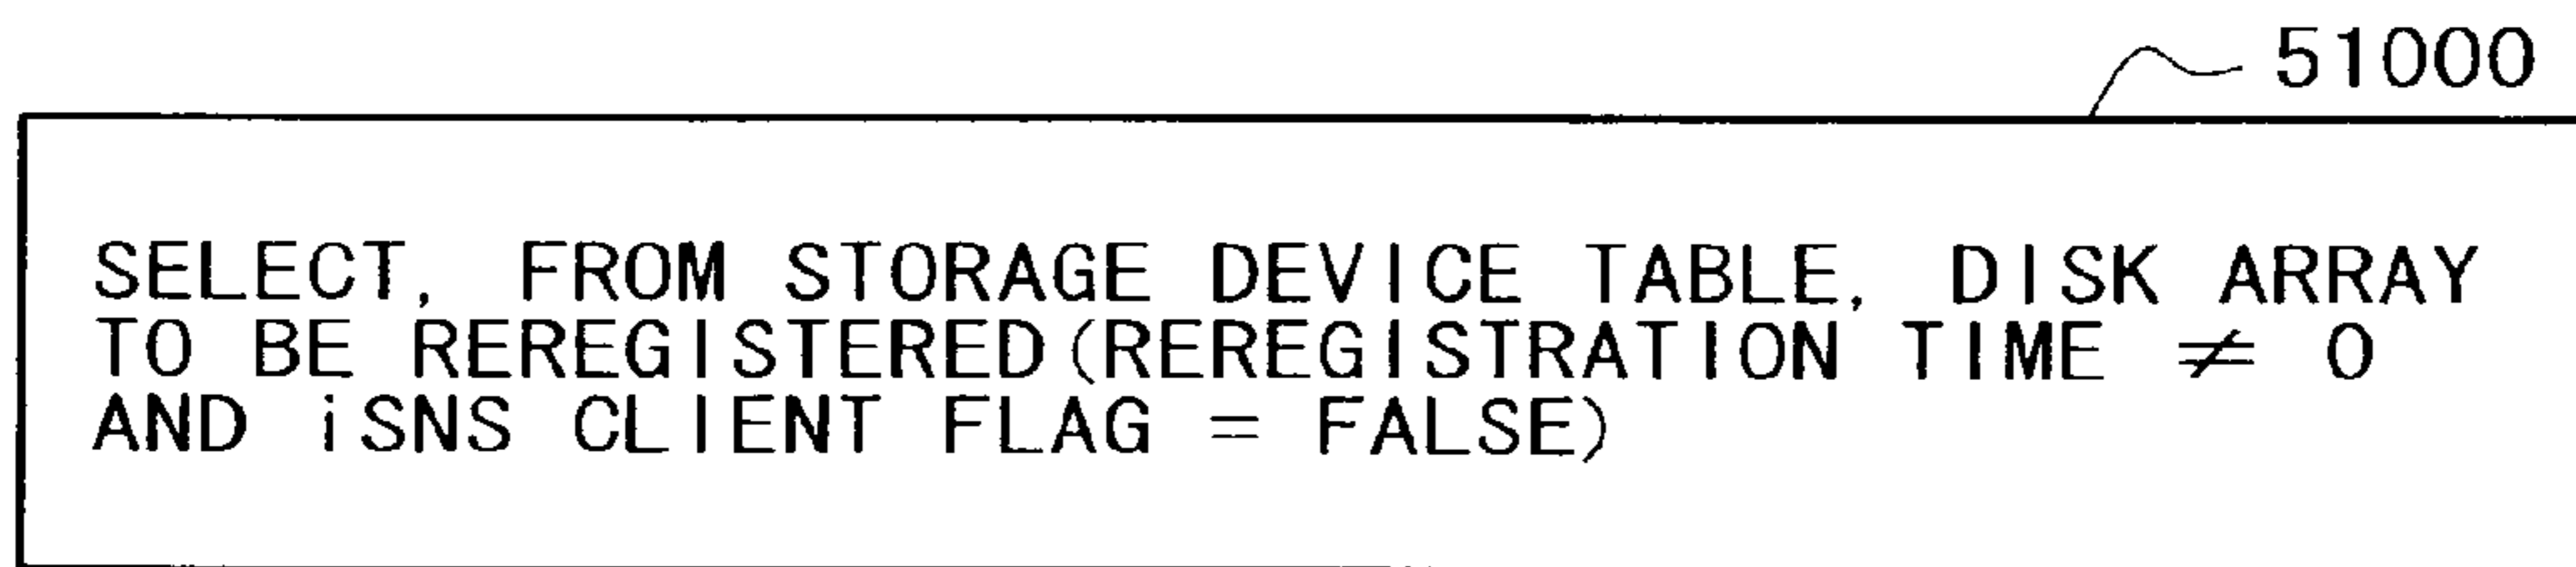 51000
SELECT, FROM STORAGE DEVICE TABLE, DISK ARRAY
TO BE REREGISTERED(REREGISTRATION TIME ≠ 0
AND iSNS CLIENT FLAG = FALSE)